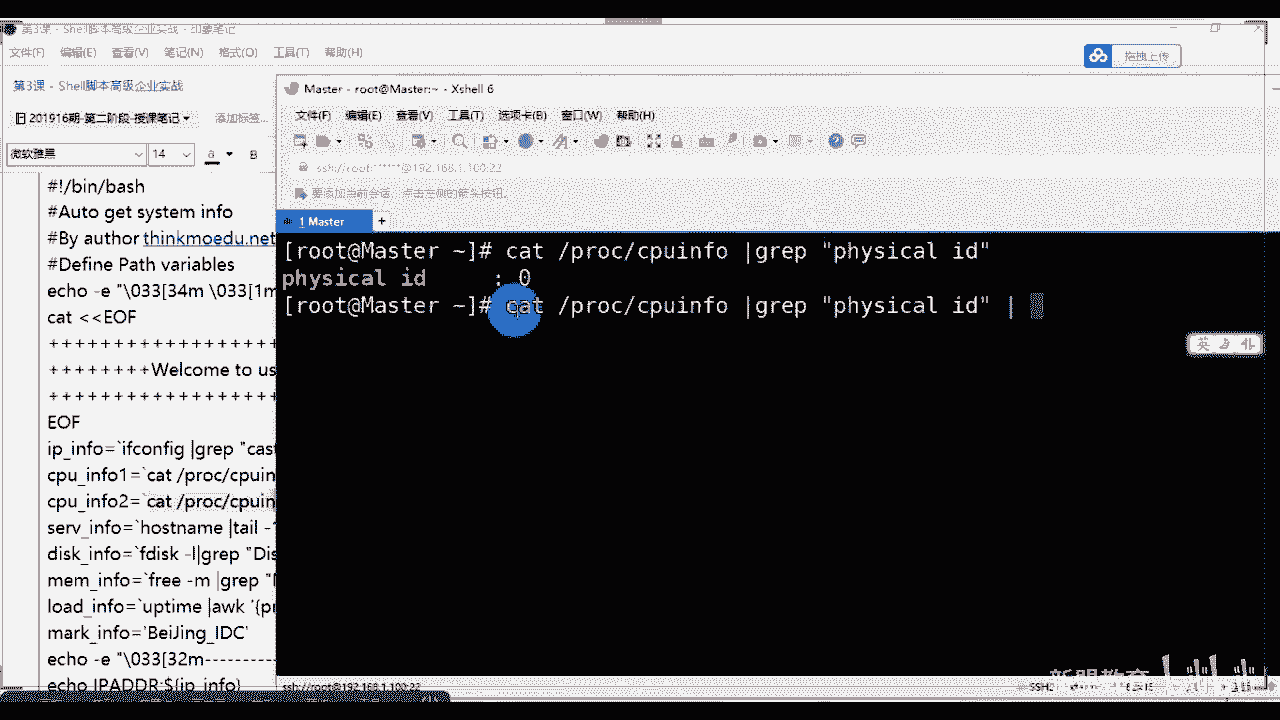 第3课 - Shell脚本高级企业实战 - 印象笔记
文件(F) 编辑(E) 查看(V) 笔记(N) 格式(O) 工具(T) 帮助(H)
拖拽上传
第3课 - Shell脚本高级企业实战
201916期-第二阶段-授课笔记 添加标签...
微软雅黑 14 a B
#!/bin/bash
#Auto get system info
#By author thinkmoedu.net
#Define Path variables
echo -e "\033[34m \033[1m
cat <<EOF
++++++++++++++++++
++++++++Welcome to us
++++++++++++++++++
EOF
ip_info=`ifconfig |grep "cast
cpu_info1=`cat /proc/cpuin
cpu_info2=`cat /proc/cpuin
serv_info=`hostname |tail -1
disk_info=`fdisk -l|grep "Dis
mem_info=`free -m |grep "M
load_info=`uptime |awk '{pr
mark_info='BeiJing_IDC'
echo -e "\033[32m----------
echo IPADDR:${ip_info}
Master - root@Master:~ - Xshell 6
文件(F) 编辑(E) 查看(V) 工具(T) 选项卡(B) 窗口(W) 帮助(H)
ssh://root:*****@192.168.1.100:22
要添加当前会话，点击左侧的箭头按钮。
1 Master +
[root@Master ~]# cat /proc/cpuinfo |grep "physical id"
physical id : 0
[root@Master ~]# cat /proc/cpuinfo |grep "physical id" |
英
ssh://root@192.168.1.100:22
SSH2